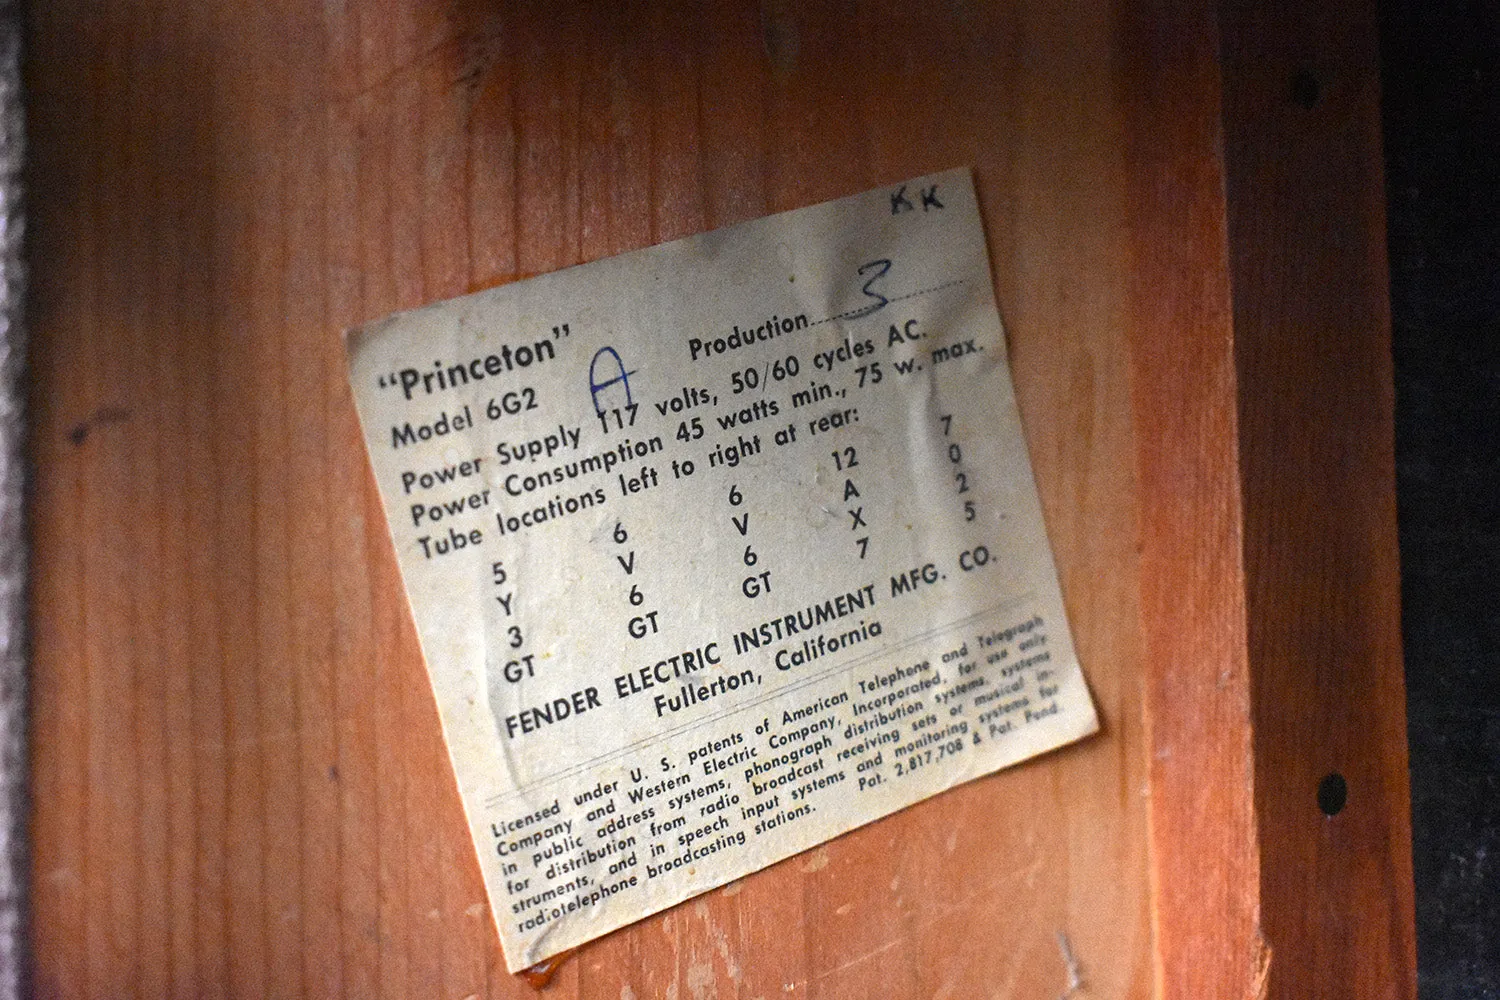 KK
"Princeton"
Model 6G2 A Production 3
Power Supply 117 volts, 50/60 cycles AC.
Power Consumption 45 watts min., 75 w. max.
Tube locations left to right at rear:
5 6 6 12 7
Y V V A 0
3 6 6 X 2
GT GT GT 7 5
FENDER ELECTRIC INSTRUMENT MFG. CO.
Fullerton, California
Licensed under U. S. patents of American Telephone and Telegraph
Company and Western Electric Company, Incorporated, for use only
in public address systems, phonograph distribution systems, systems
for distribution from radio broadcast receiving sets or musical in-
struments, and in speech input systems and monitoring systems for
radiotelephone broadcasting stations. Pat. 2,817,708 & Pat. Pend.